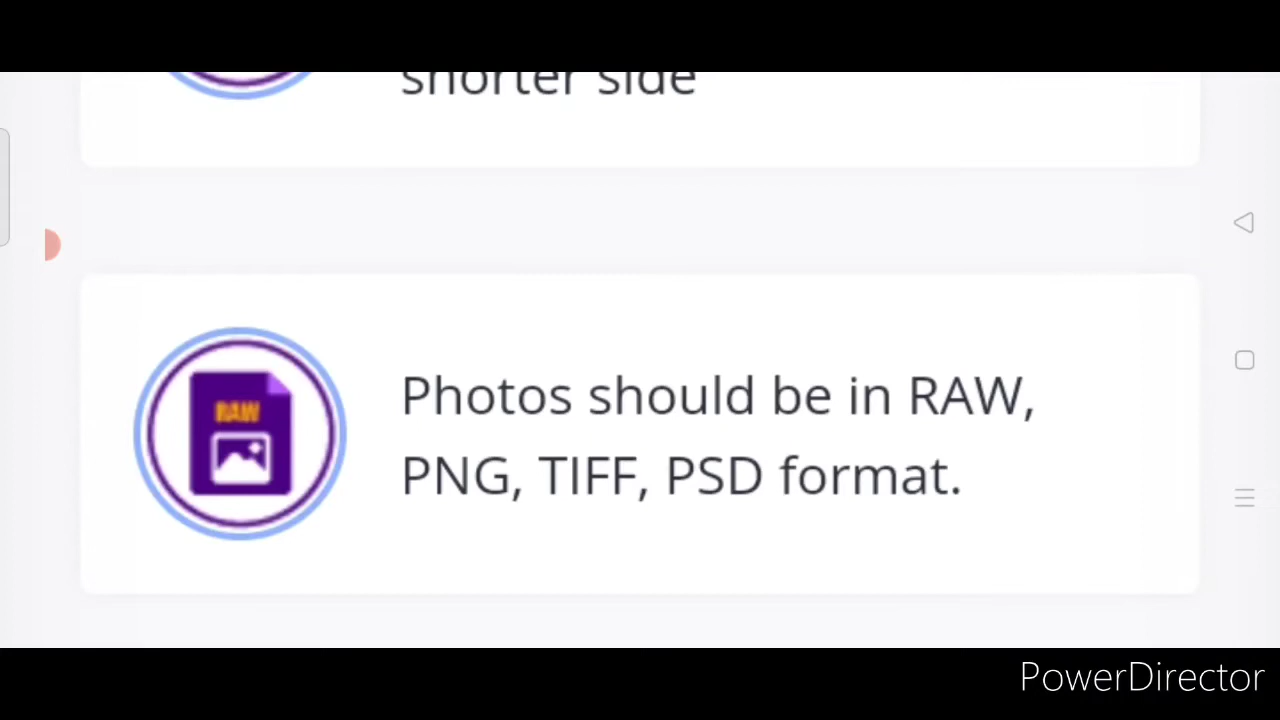 shorter side
RAW
Photos should be in RAW,
PNG, TIFF, PSD format.
PowerDirector